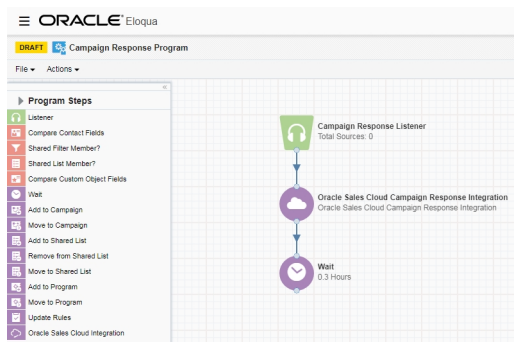 ORACLE® Eloqua
DRAFT Campaign Response Program
File Actions
«
Program Steps
Listener
Compare Contact Fields
Shared Filter Member?
Shared List Member?
Compare Custom Object Fields
Wait
Add to Campaign
Move to Campaign
Add to Shared List
Remove from Shared List
Move to Shared List
Add to Program
Move to Program
Update Rules
Oracle Sales Cloud Integration
Campaign Response Listener
Total Sources: 0
Oracle Sales Cloud Campaign Response Integration
Oracle Sales Cloud Campaign Response Integration
Wait
0.3 Hours